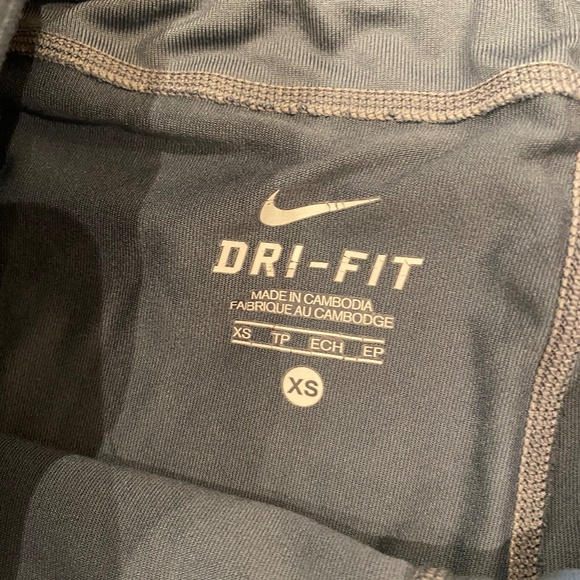 DRI-FIT
MADE IN CAMBODIA
FABRIQUE AU CAMBODGE
XS TP ECH EP
XS